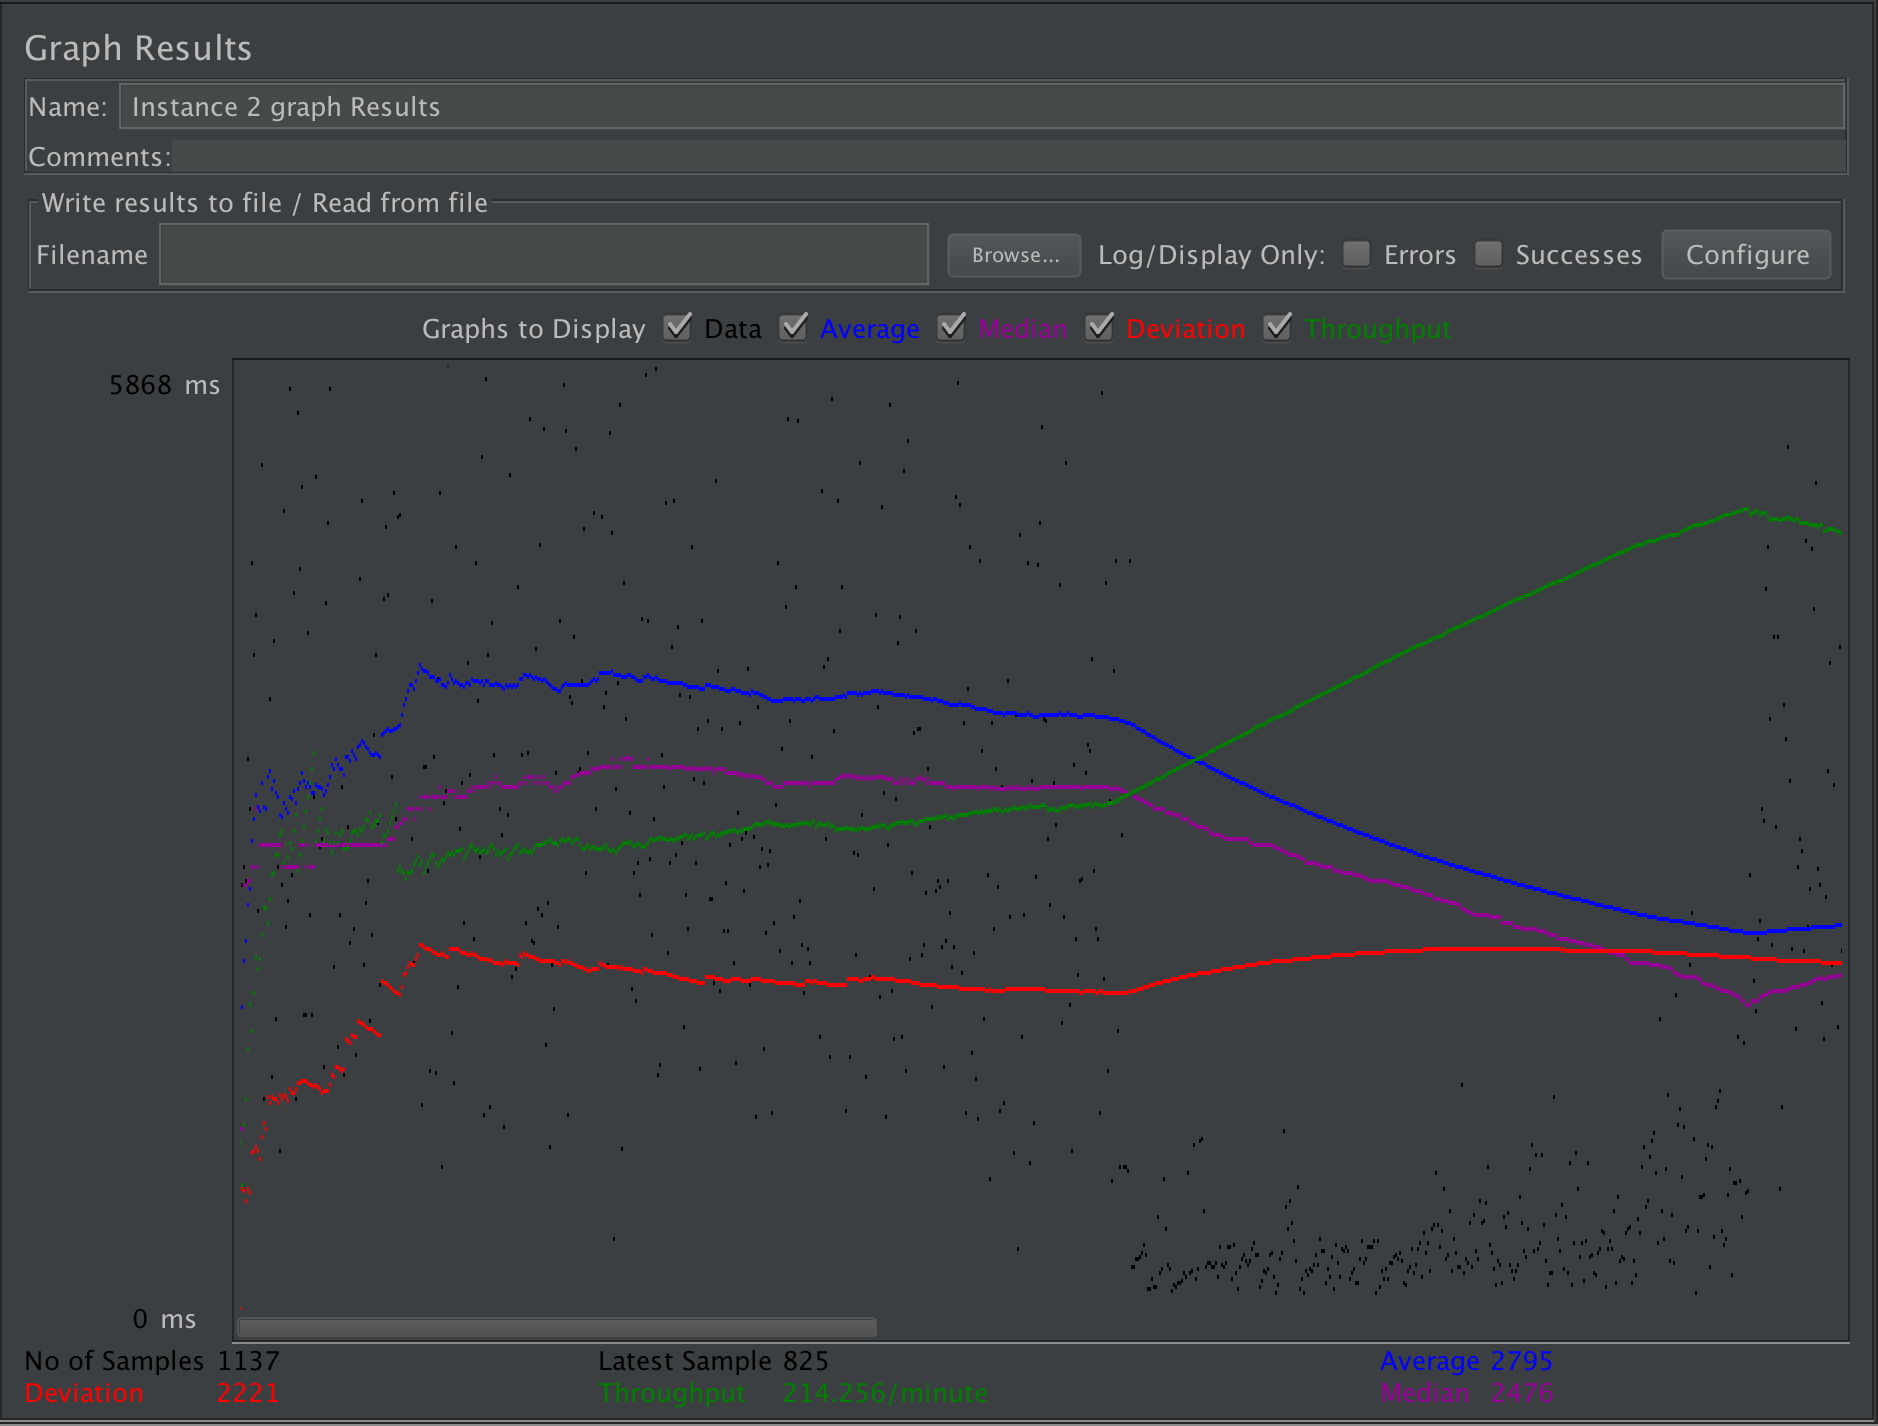 Graph Results
Name: Instance 2 graph Results
Comments:
Write results to file / Read from file
Filename Browse... Log/Display Only: Errors Successes Configure
Graphs to Display Data Average Median Deviation Throughput
5868 ms
0 ms
No of Samples 1137 Latest Sample 825 Average 2795
Deviation 2221 Throughput 214.256/minute Median 2476